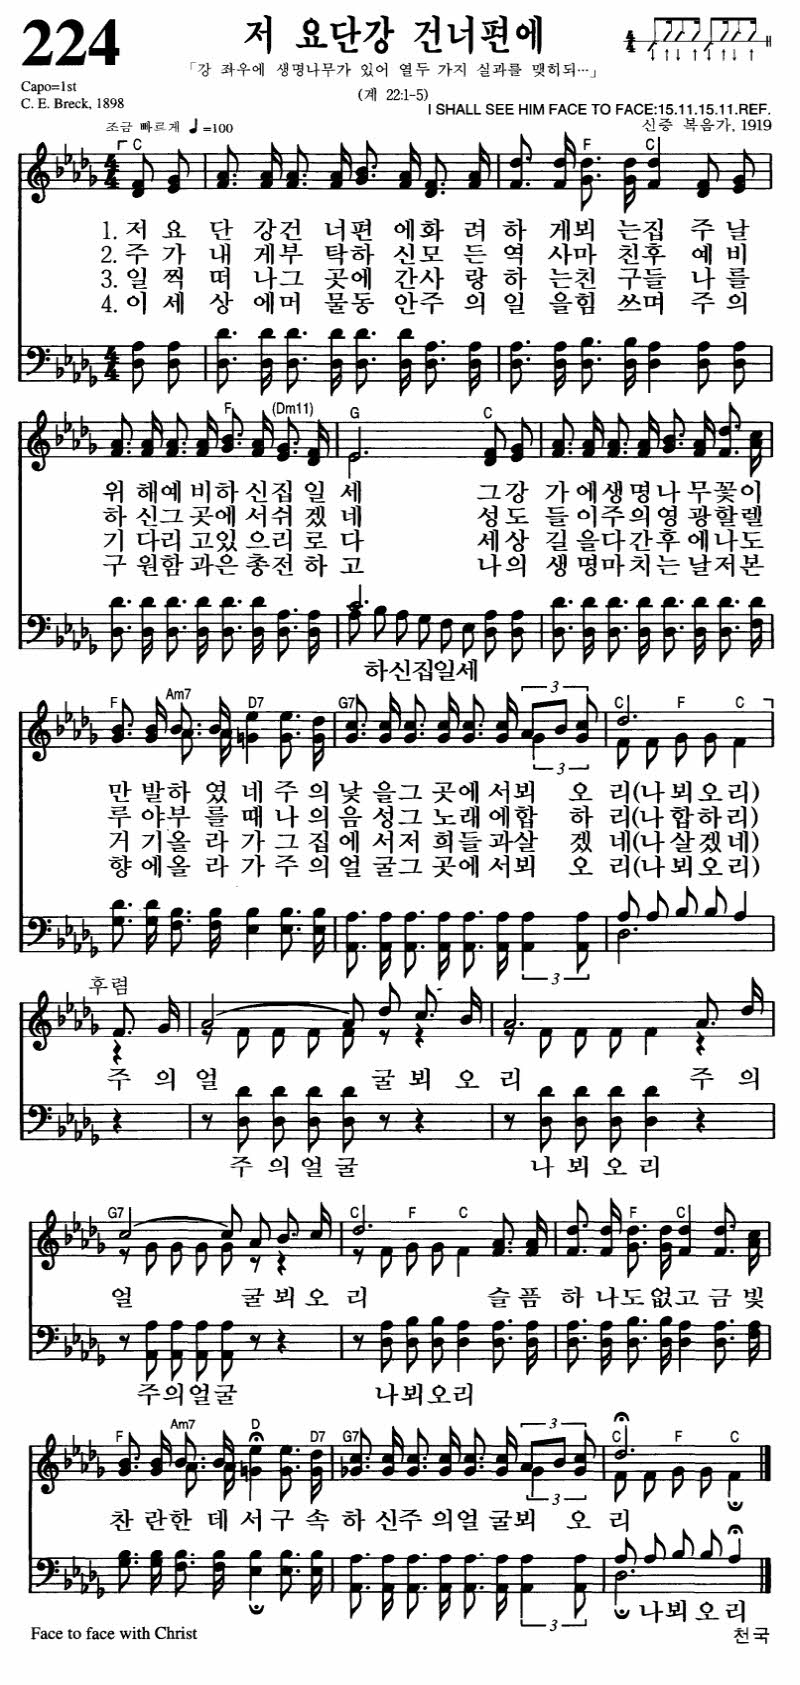 224
저 요단강 건너편에
「강 좌우에 생명나무가 있어 열두 가지 실과를 맺히되…」
(계 22:1-5)
Capo=1st
C. E. Breck, 1898
I SHALL SEE HIM FACE TO FACE:15.11.15.11.REF.
신증 복음가, 1919
조금 빠르게 ♩=100
C F C
1. 저 요 단 강건 너편 에화 려 하 게뵈 는집 주 날
2. 주 가 내 게부 탁하 신모 든 역 사마 친후 예 비
3. 일 찍 떠 나그 곳에 간사 랑 하 는친 구들 나 를
4. 이 세 상 에머 물동 안주 의 일 을힘 쓰며 주 의
F (Dm11) G C
위 해예 비하 신집 일 세 그강 가 에생 명나 무꽃이
하 신그 곳에 서쉬 겠 네 성도 들 이주 의영 광할렐
기 다리 고있 으리 로 다 세상 길 을다 간후 에나도
구 원함 과은 총전 하 고 나의 생 명마 치는 날저본
하신집일세
F Am7 D7 G7 3 C F C
3
만 발하 였 네 주 의 낯 을그 곳에 서뵈 오 리(나 뵈오리)
루 야부 를 때 나 의 음 성그 노래 에합 하 리(나 합하리)
거 기올 라 가 그 집 에 서저 희들 과살 겠 네(나 살겠네)
향 에올 라 가 주 의 얼 굴그 곳에 서뵈 오 리(나 뵈오리)
3
후렴
주 의 얼 굴 뵈 오 리 주 의
주 의 얼 굴 나 뵈 오 리
G7 C F C F C
얼 굴 뵈 오 리 슬 픔 하 나도 없고 금 빛
주의얼굴 나뵈오리
F Am7 D D7 G7 3 C F C
3
찬 란한 데 서 구 속 하 신주 의얼 굴뵈 오 리
3
나뵈오리
Face to face with Christ
천국